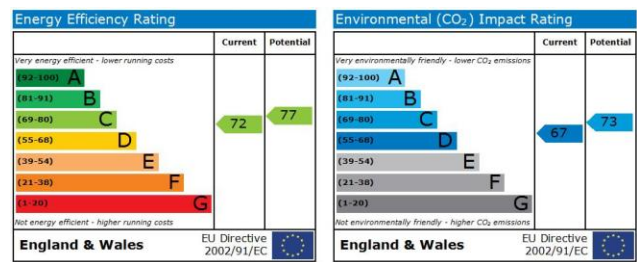 Energy Efficiency Rating
Current Potential
Very energy efficient - lower running costs
(92-100) A
(81-91) B
(69-80) C
(55-68) D
(39-54) E
(21-38) F
(1-20) G
72
77
Not energy efficient - higher running costs
England & Wales
EU Directive
2002/91/EC
Environmental (CO₂) Impact Rating
Current Potential
Very environmentally friendly - lower CO₂ emissions
(92-100) A
(81-91) B
(69-80) C
(55-68) D
(39-54) E
(21-38) F
(1-20) G
67
73
Not environmentally friendly - higher CO₂ emissions
England & Wales
EU Directive
2002/91/EC